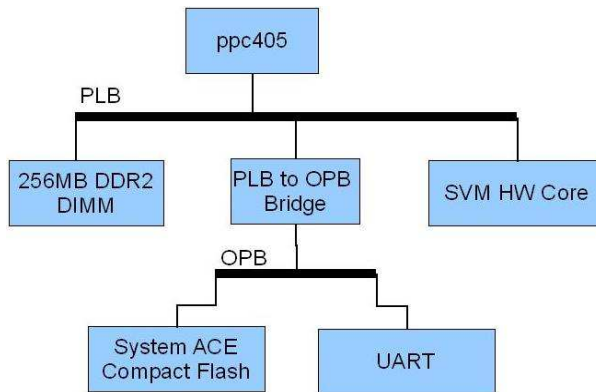 ppc405
PLB
256MB DDR2
DIMM
PLB to OPB
Bridge
SVM HW Core
OPB
System ACE
Compact Flash
UART